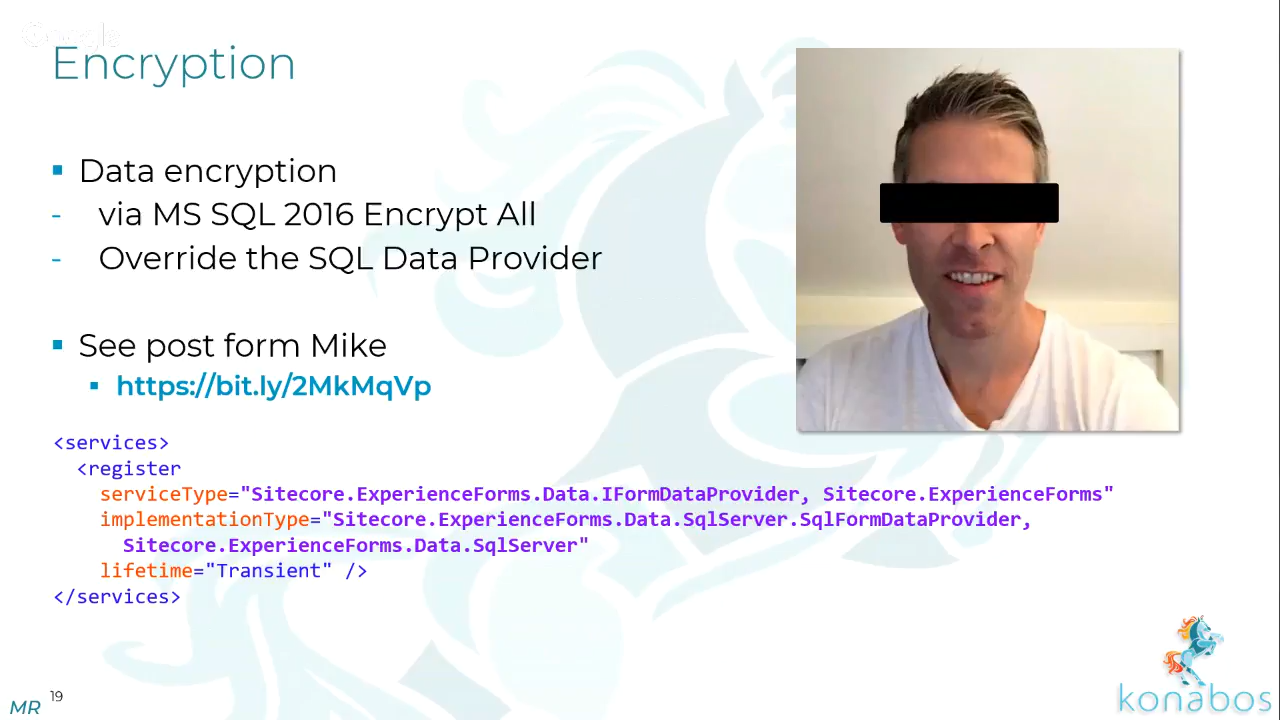 Google
Encryption
Data encryption
- via MS SQL 2016 Encrypt All
- Override the SQL Data Provider
See post form Mike
https://bit.ly/2MkMqVp
<services>
<register
serviceType="Sitecore.ExperienceForms.Data.IFormDataProvider, Sitecore.ExperienceForms"
implementationType="Sitecore.ExperienceForms.Data.SqlServer.SqlFormDataProvider,
Sitecore.ExperienceForms.Data.SqlServer"
lifetime="Transient" />
</services>
MR 19
konabos